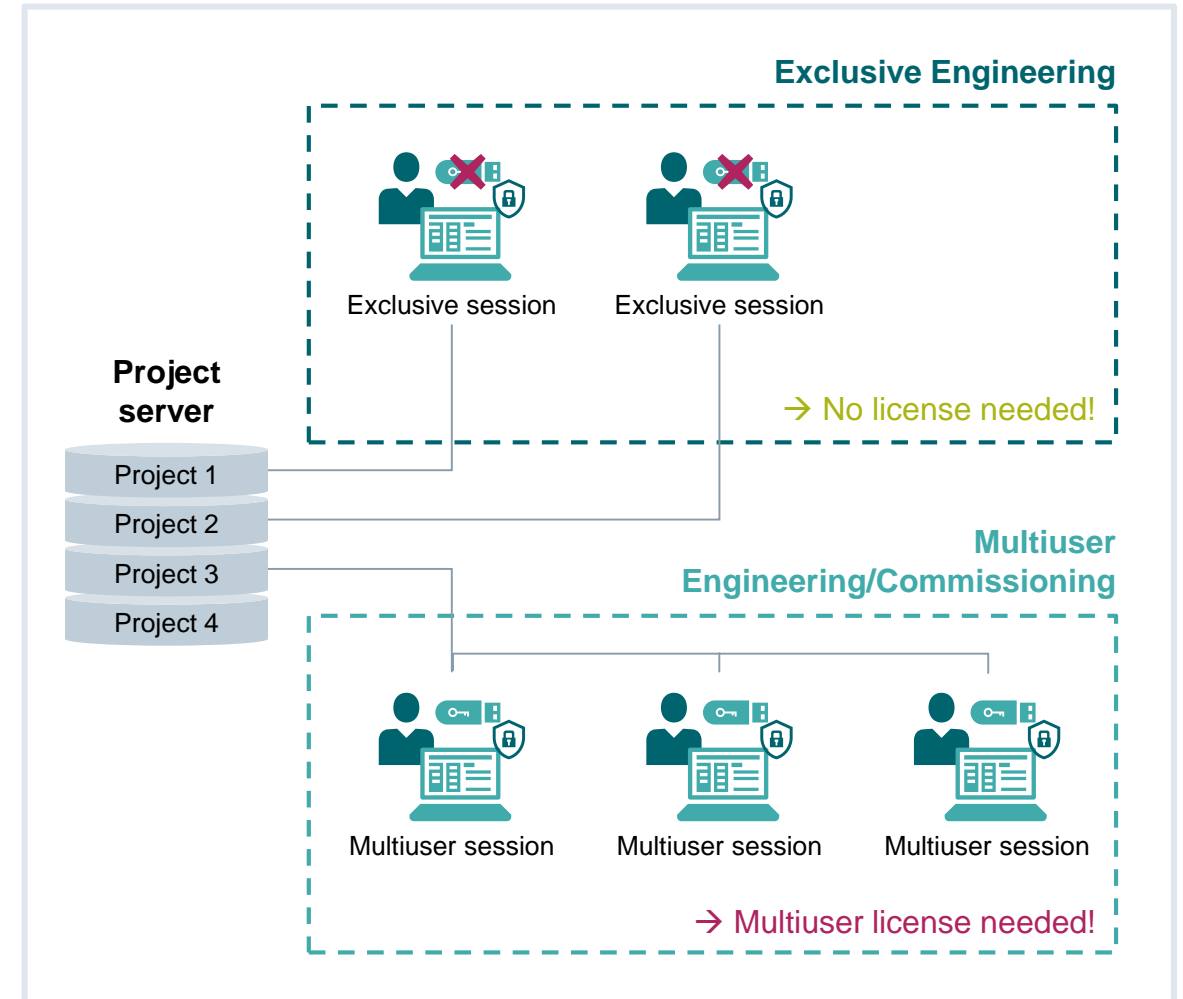 Exclusive Engineering
Exclusive session
Exclusive session
→ No license needed!
Project
server
Project 1
Project 2
Project 3
Project 4
Multiuser
Engineering/Commissioning
Multiuser session
Multiuser session
Multiuser session
→ Multiuser license needed!